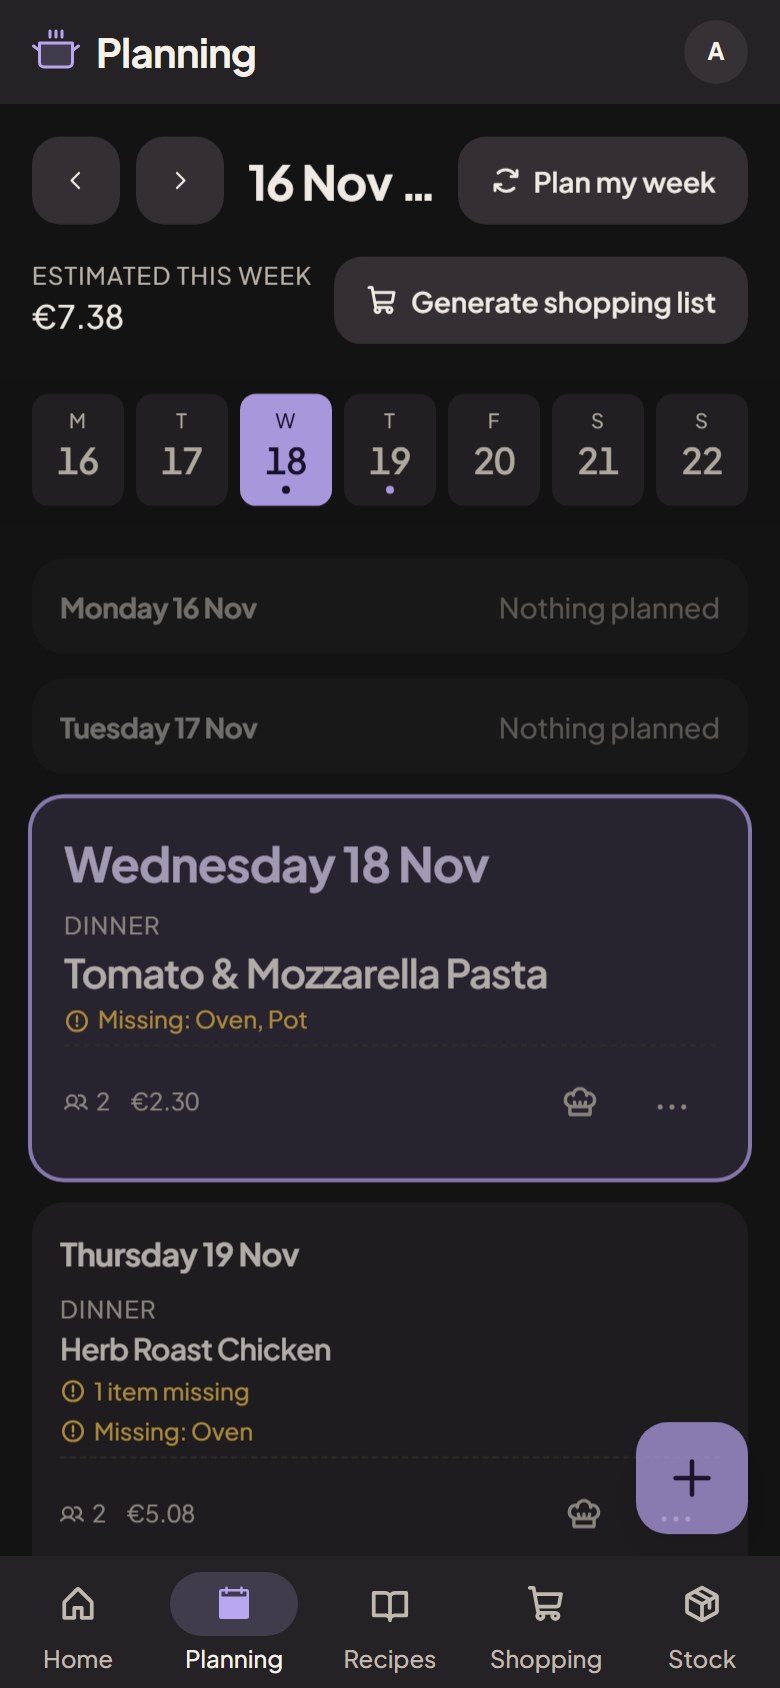 Planning
A
16 Nov ...
Plan my week
ESTIMATED THIS WEEK
€7.38
Generate shopping list
M T W T F S S
16 17 18 19 20 21 22
Monday 16 Nov Nothing planned
Tuesday 17 Nov Nothing planned
Wednesday 18 Nov
DINNER
Tomato & Mozzarella Pasta
Missing: Oven, Pot
2 €2.30
Thursday 19 Nov
DINNER
Herb Roast Chicken
1 item missing
Missing: Oven
2 €5.08
Home Planning Recipes Shopping Stock